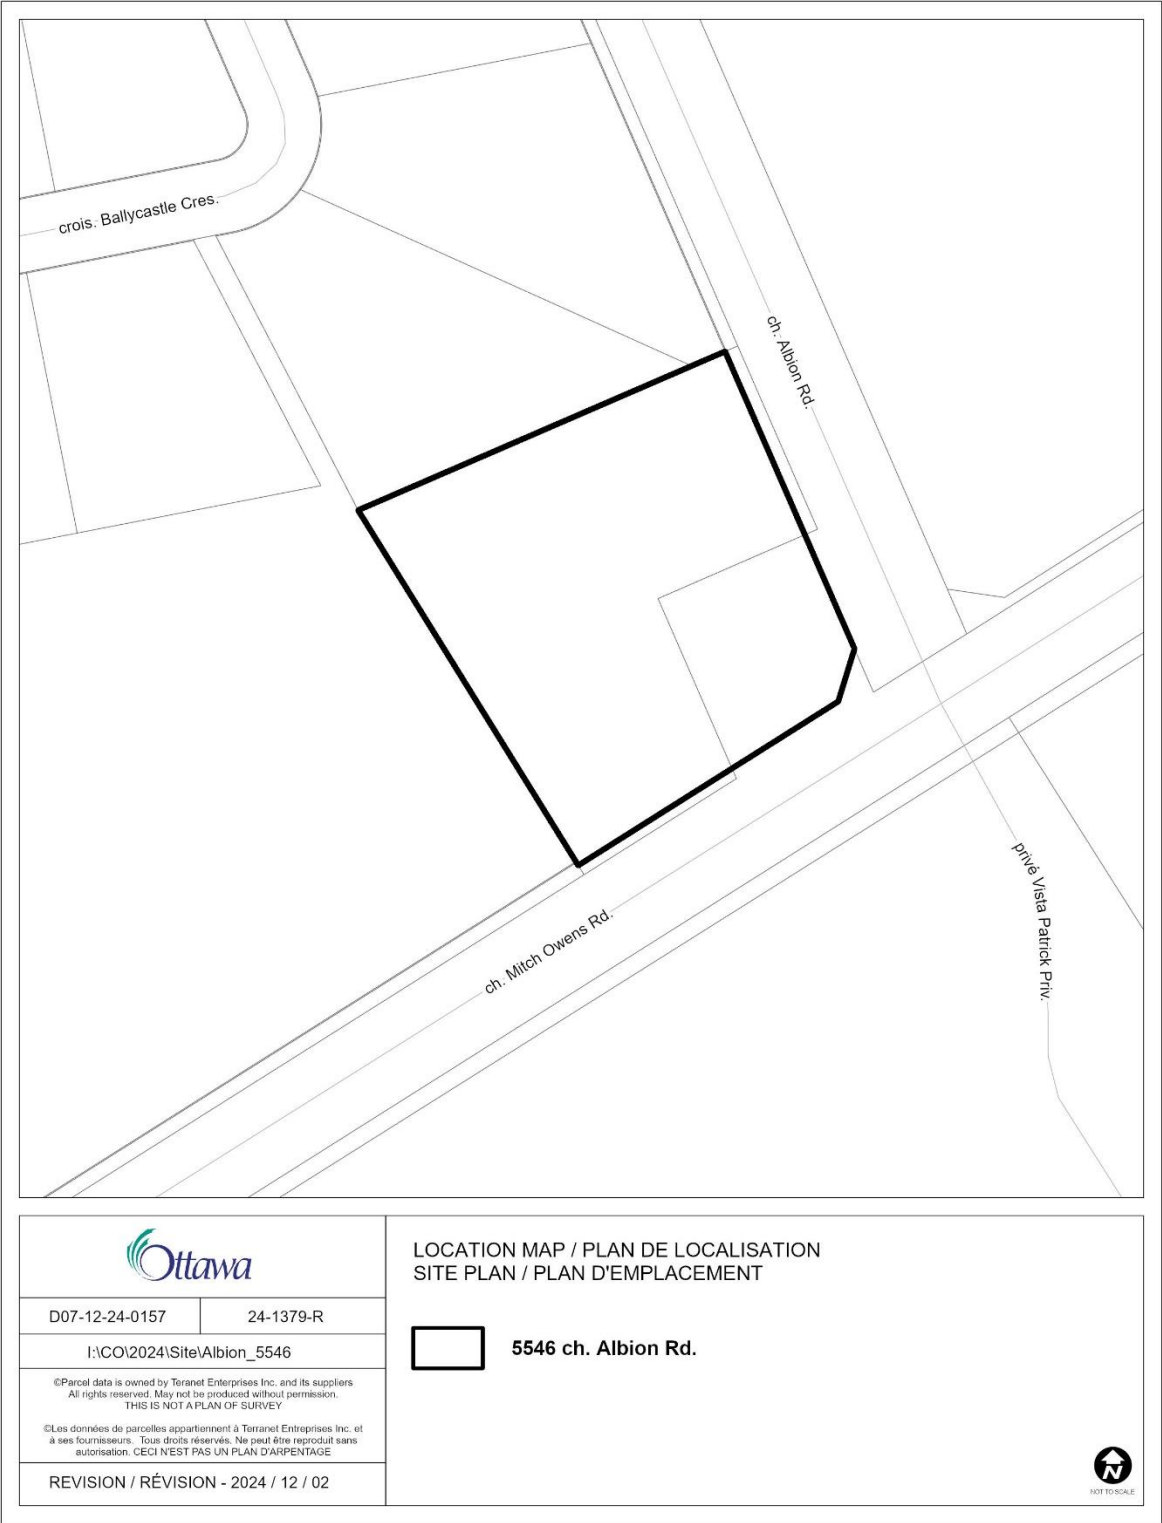 crois. Ballycastle Cres.
ch. Albion Rd.
privé Vista Patrick Priv.
ch. Mitch Owens Rd.
Ottawa
D07-12-24-0157
24-1379-R
I:\CO\2024\Site\Albion_5546
©Parcel data is owned by Teranet Enterprises Inc. and its suppliers
All rights reserved. May not be produced without permission.
THIS IS NOT A PLAN OF SURVEY
©Les données de parcelles appartiennent à Terranet Entreprises Inc. et
à ses fournisseurs. Tous droits réservés. Ne peut être reproduit sans
autorisation. CECI N'EST PAS UN PLAN D'ARPENTAGE
REVISION / RÉVISION - 2024 / 12 / 02
LOCATION MAP / PLAN DE LOCALISATION
SITE PLAN / PLAN D'EMPLACEMENT
5546 ch. Albion Rd.
N
NOT TO SCALE